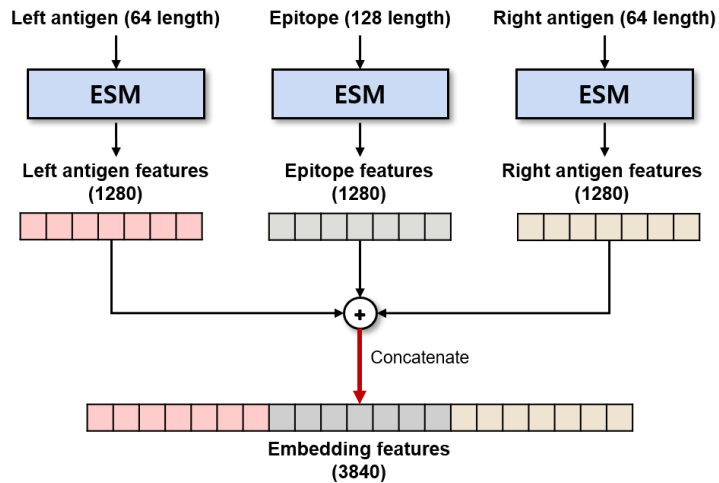 Left antigen (64 length)
Epitope (128 length)
Right antigen (64 length)
ESM
ESM
ESM
Left antigen features
(1280)
Epitope features
(1280)
Right antigen features
(1280)
+
Concatenate
Embedding features
(3840)